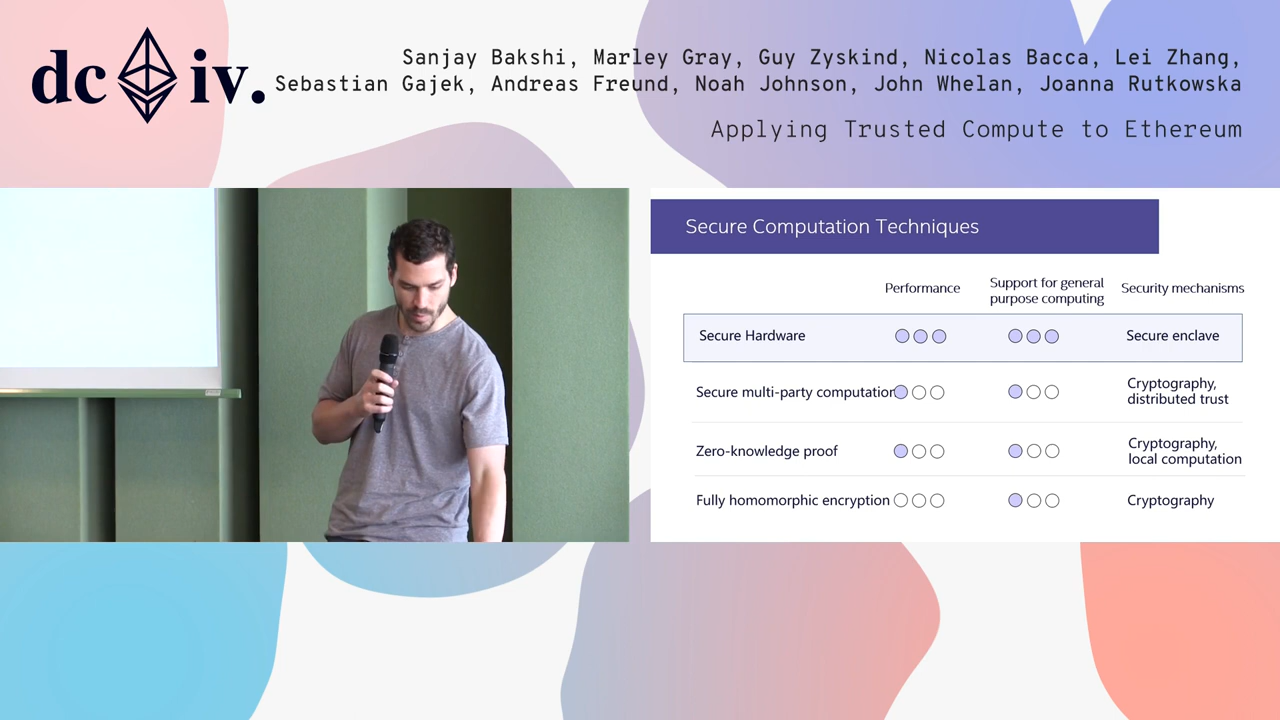 dc iv.
Sanjay Bakshi, Marley Gray, Guy Zyskind, Nicolas Bacca, Lei Zhang,
Sebastian Gajek, Andreas Freund, Noah Johnson, John Whelan, Joanna Rutkowska
Applying Trusted Compute to Ethereum
Secure Computation Techniques
Performance
Support for general
purpose computing
Security mechanisms
Secure Hardware
Secure enclave
Secure multi-party computation
Cryptography,
distributed trust
Zero-knowledge proof
Cryptography,
local computation
Fully homomorphic encryption
Cryptography